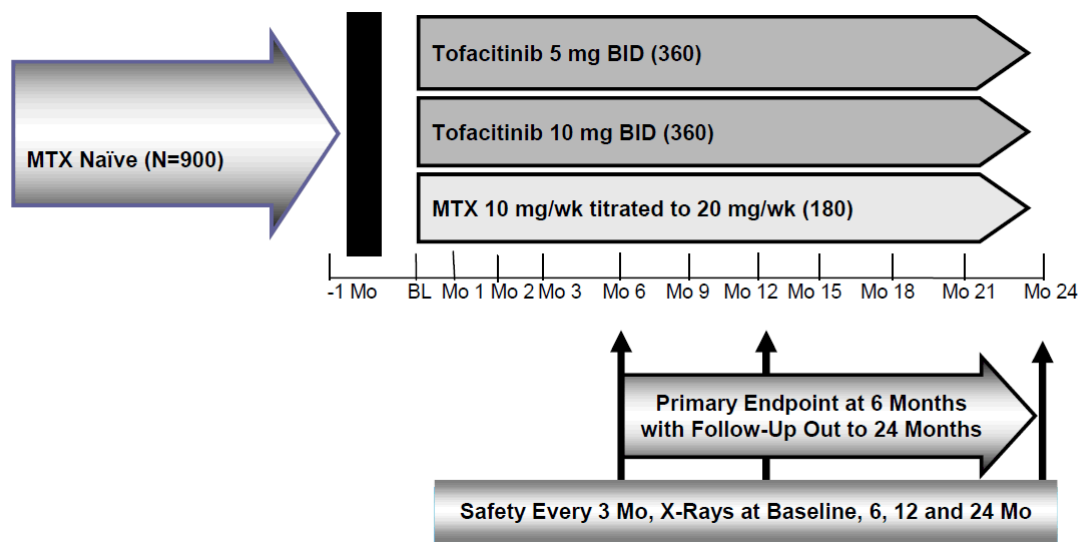 Tofacitinib 5 mg BID (360)
Tofacitinib 10 mg BID (360)
MTX Naïve (N=900)
MTX 10 mg/wk titrated to 20 mg/wk (180)
-1 Mo BL Mo 1 Mo 2 Mo 3 Mo 6 Mo 9 Mo 12 Mo 15 Mo 18 Mo 21 Mo 24
Primary Endpoint at 6 Months
with Follow-Up Out to 24 Months
Safety Every 3 Mo, X-Rays at Baseline, 6, 12 and 24 Mo